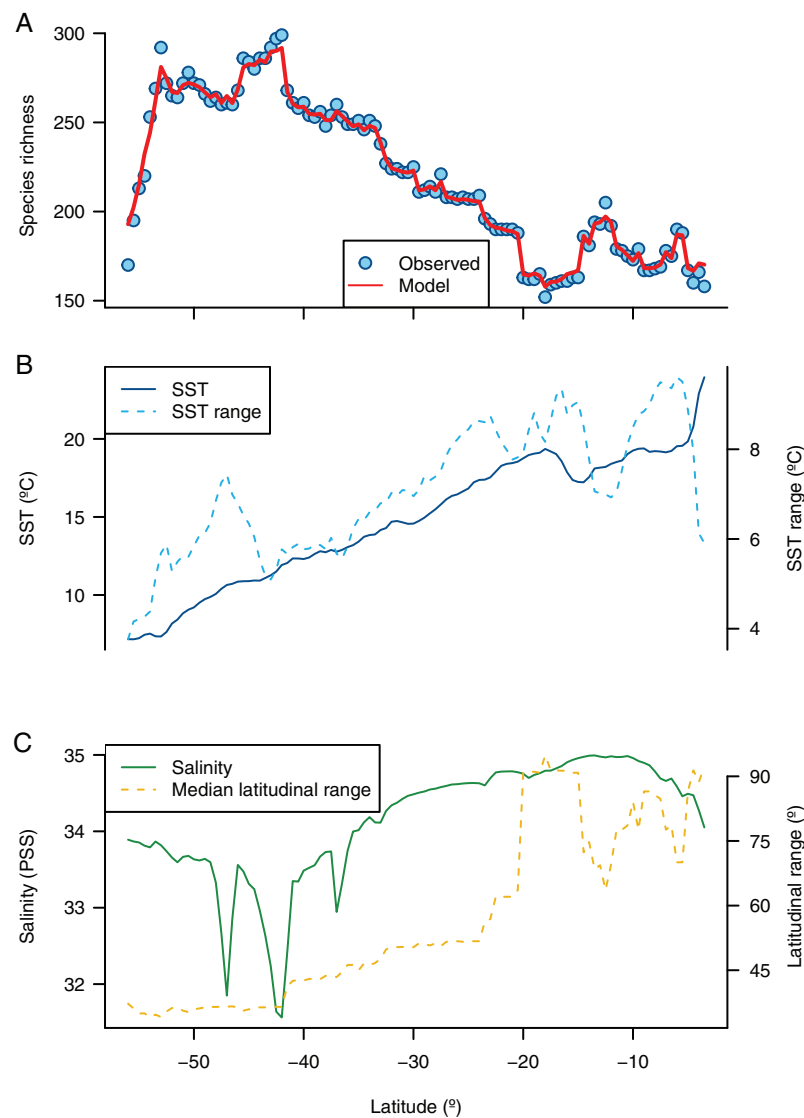 A
300
250
200
150
Species richness
Observed
Model
B
SST
SST range
20
15
10
SST (ºC)
8
6
4
SST range (ºC)
C
Salinity
Median latitudinal range
35
34
33
32
Salinity (PSS)
90
75
60
45
Latitudinal range (º)
−50 −40 −30 −20 −10
Latitude (º)